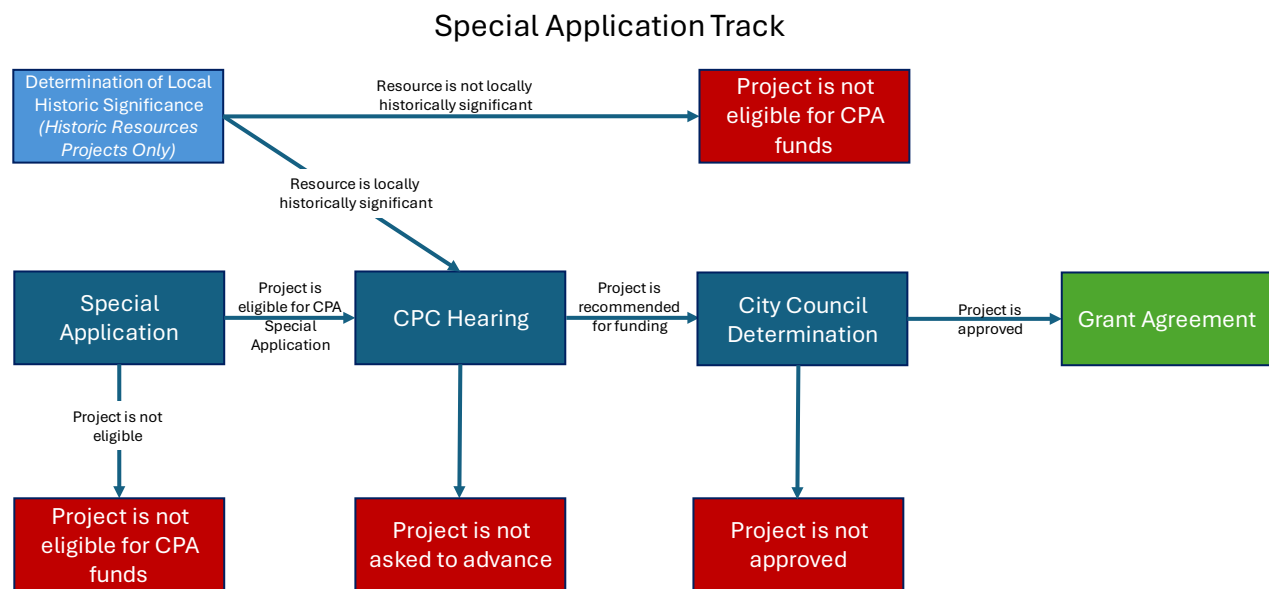 Special Application Track
Determination of Local
Historic Significance
(Historic Resources
Projects Only)
Resource is not locally
historically significant
Project is not
eligible for CPA
funds
Resource is locally
historically significant
Special
Application
Project is
eligible for CPA
Special
Application
CPC Hearing
Project is
recommended
for funding
City Council
Determination
Project is
approved
Grant Agreement
Project is not
eligible
Project is not
eligible for CPA
funds
Project is not
asked to advance
Project is not
approved